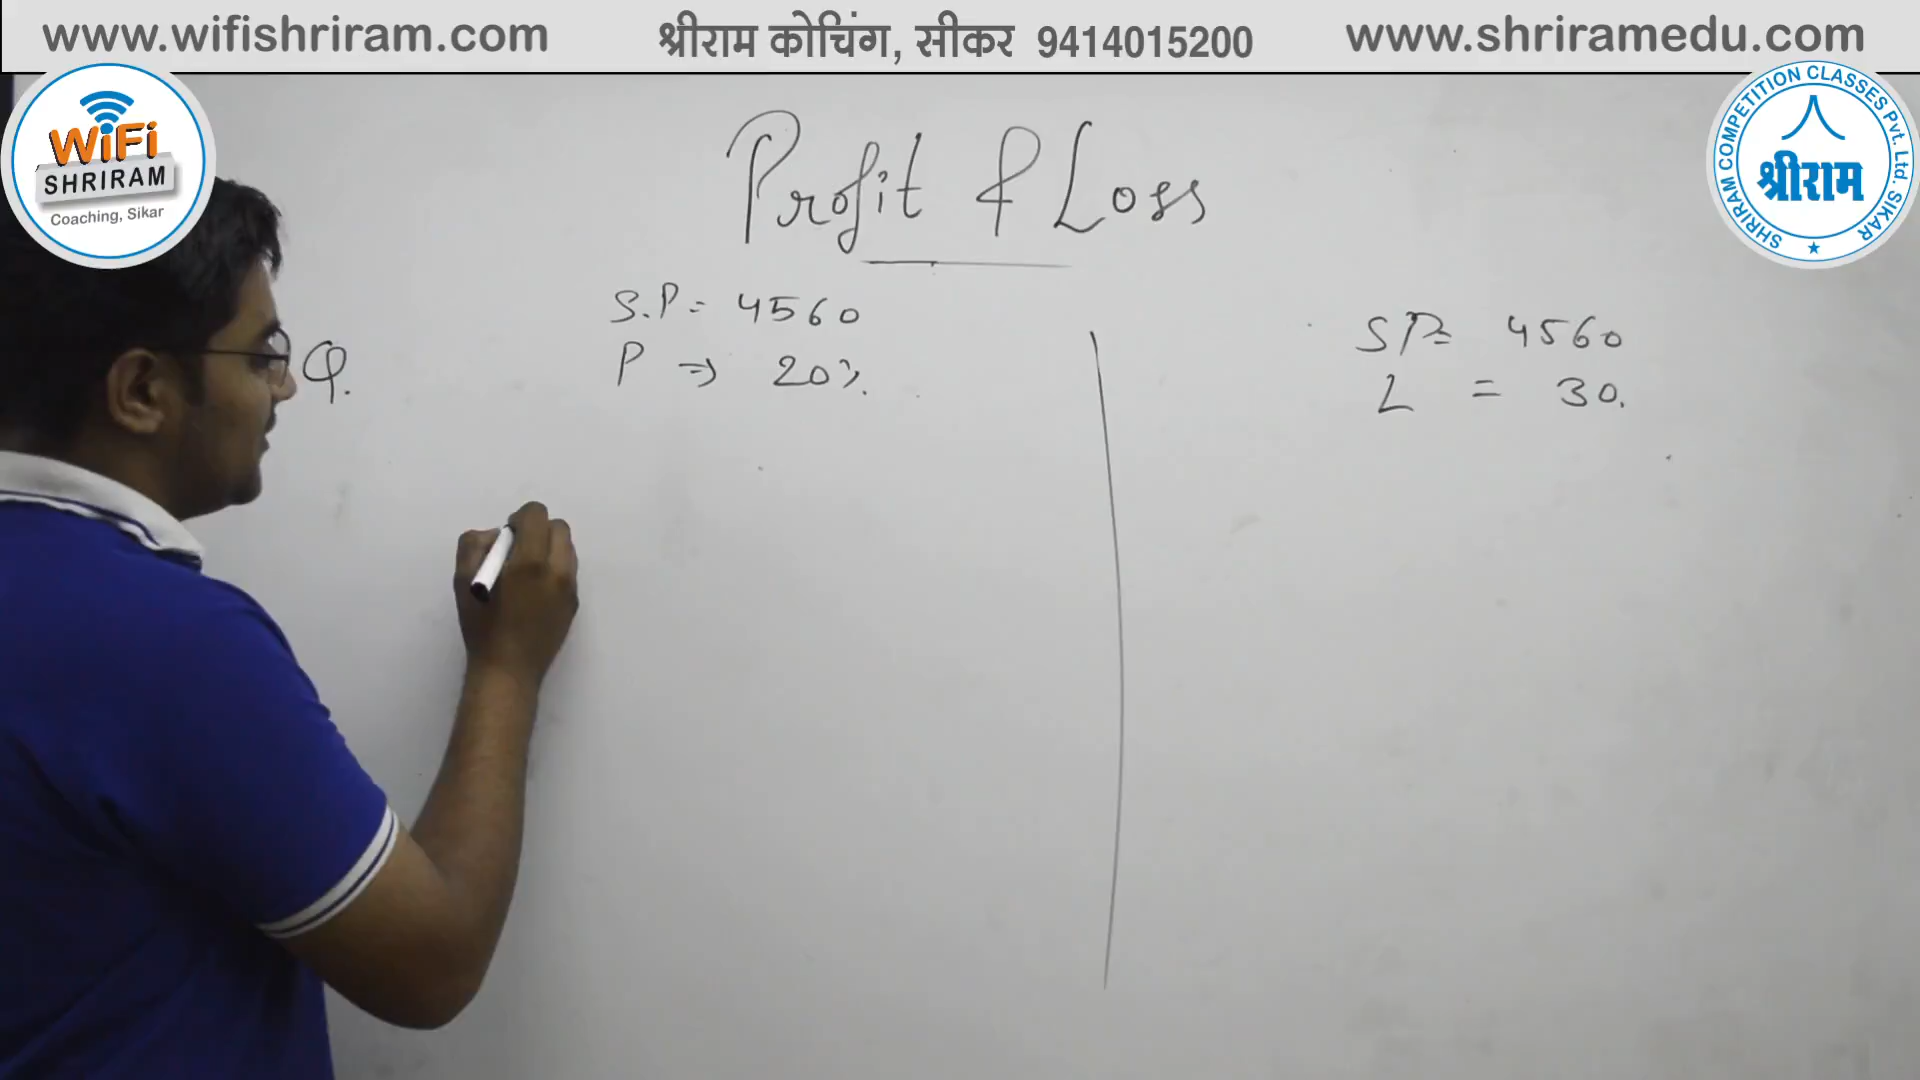 www.wifishriram.com
श्रीराम कोचिंग, सीकर 9414015200
www.shriramedu.com
WiFi
SHRIRAM
Coaching, Sikar
SHRIRAM COMPETITION CLASSES Pvt. Ltd. SIKAR
श्रीराम
Profit & Loss
Q.
S.P = 4560
P ⇒ 20%.
SP= 4560
L = 30.